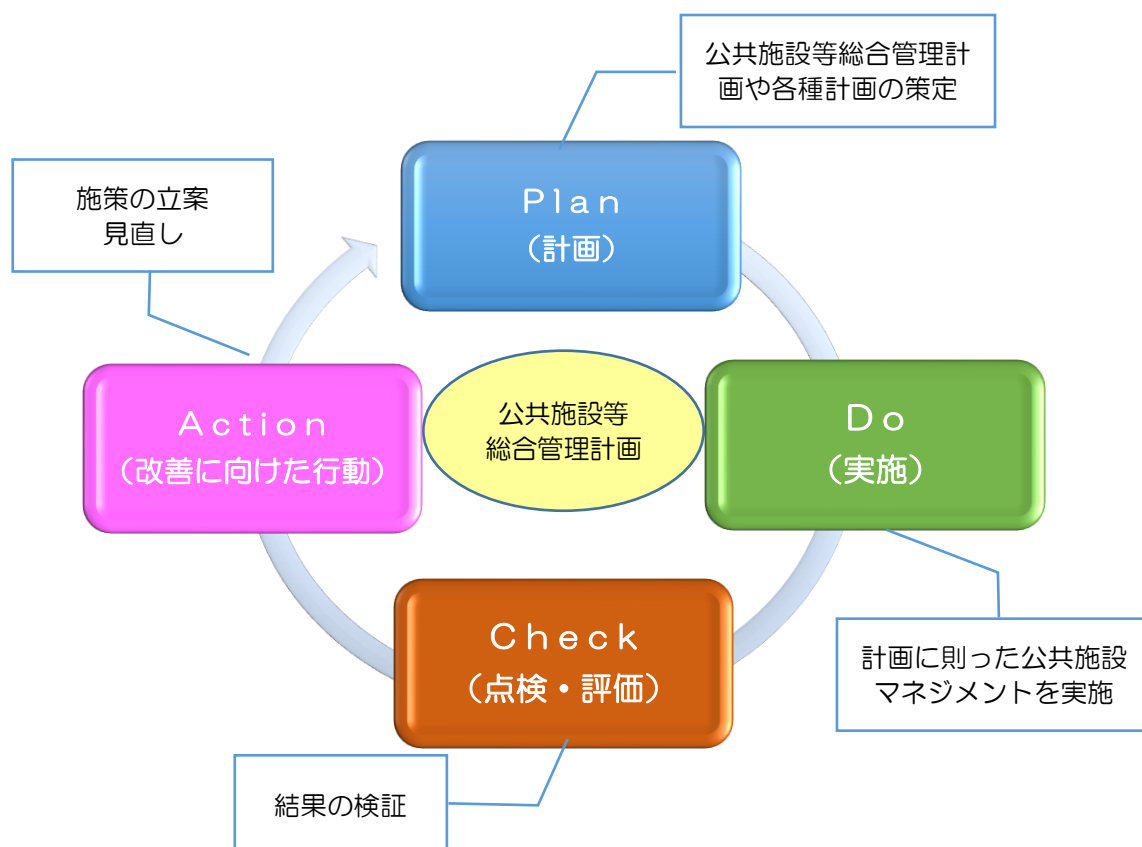 公共施設等総合管理計
画や各種計画の策定
Plan
（計画）
施策の立案
見直し
Action
（改善に向けた行動）
公共施設等
総合管理計画
Do
（実施）
Check
（点検・評価）
計画に則った公共施設
マネジメントを実施
結果の検証